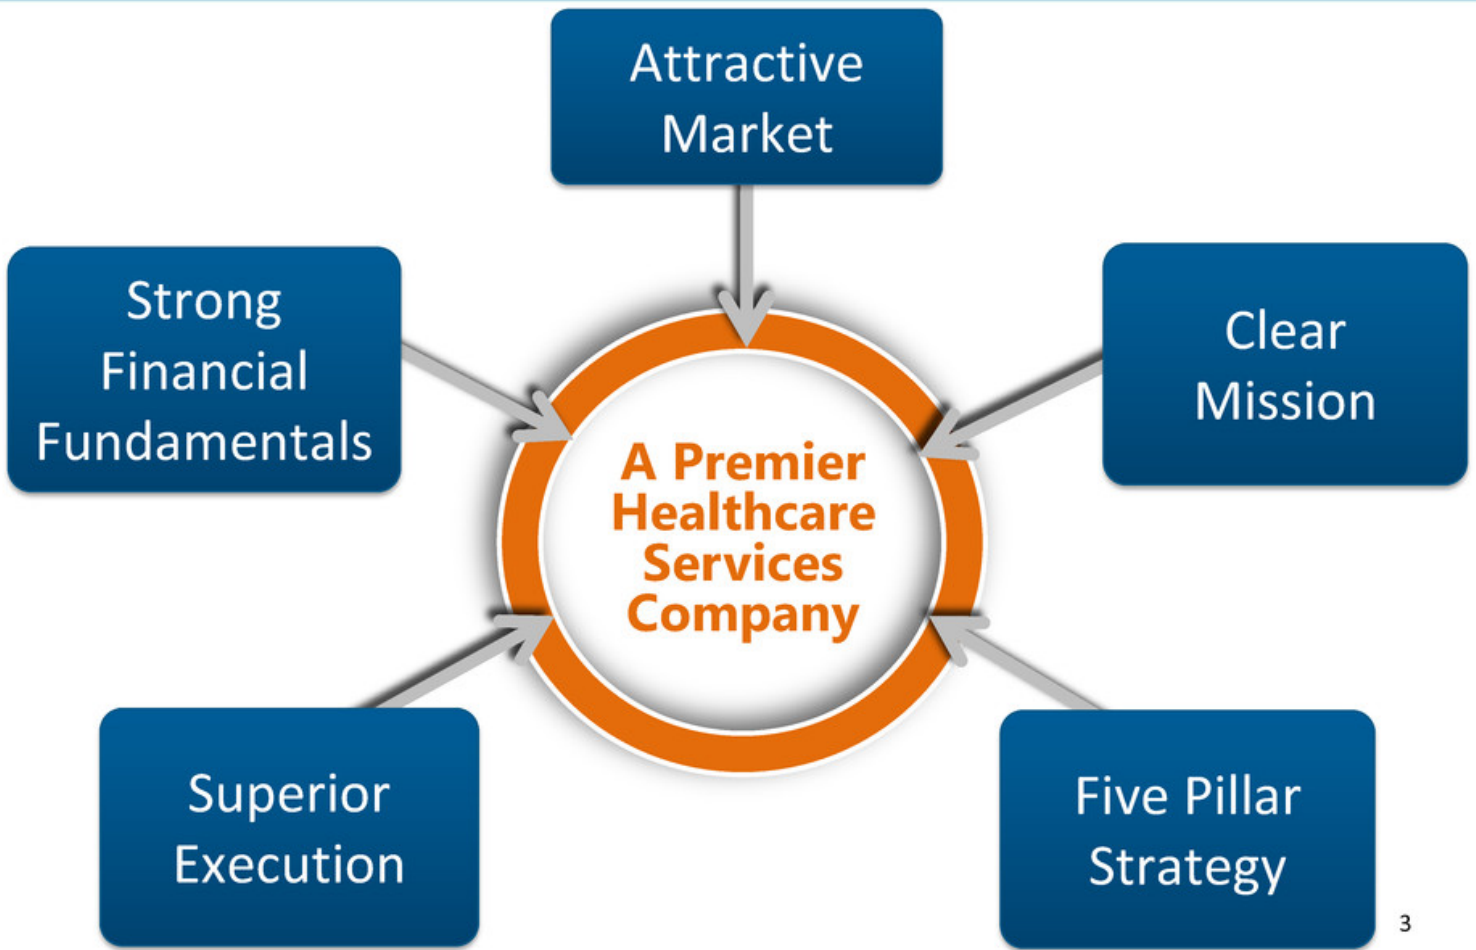 Attractive
Market
Strong
Financial
Fundamentals
Clear
Mission
A Premier
Healthcare
Services
Company
Superior
Execution
Five Pillar
Strategy
3